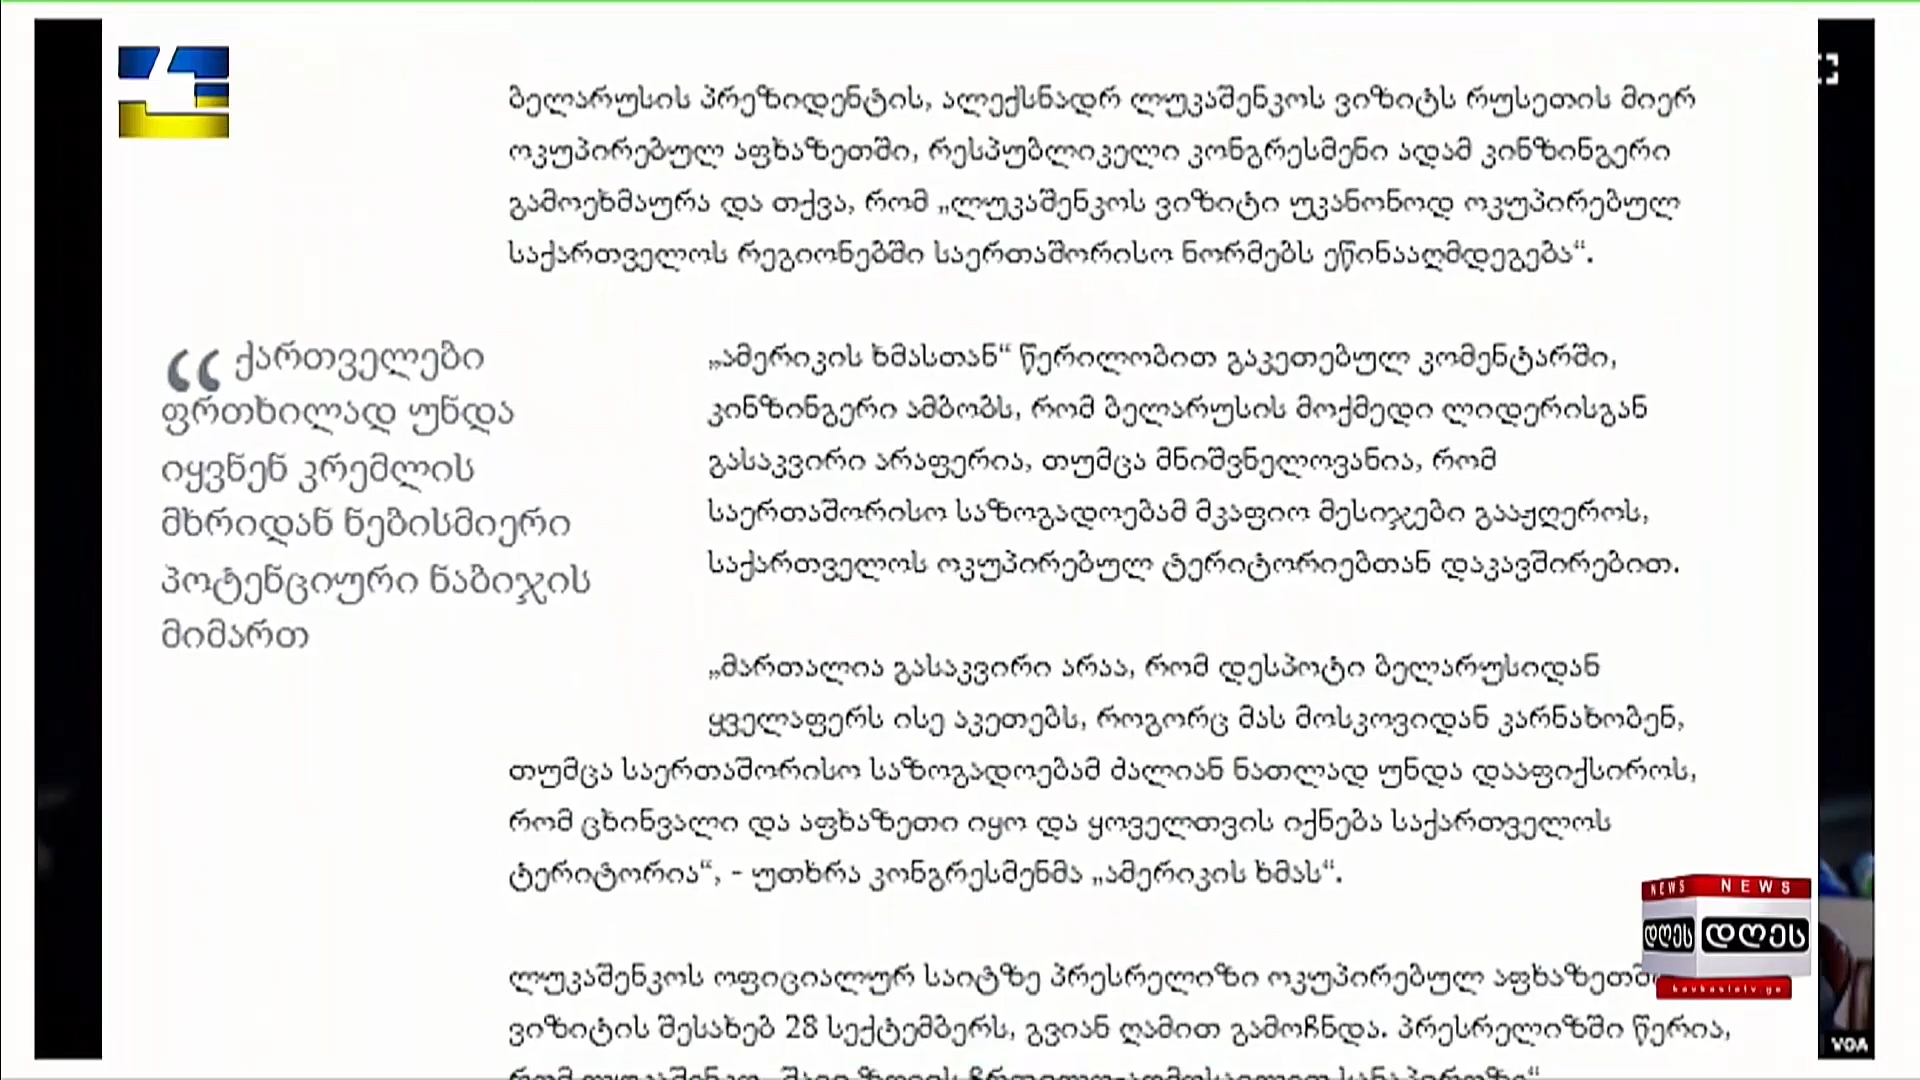 ბელარუსის პრეზიდენტის, ალექსნადრ ლუკაშენკოს ვიზიტს რუსეთის მიერ
ოკუპირებულ აფხაზეთში, რესპუბლიკელი კონგრესმენი ადამ კინზინგერი
გამოეხმაურა და თქვა, რომ „ლუკაშენკოს ვიზიტი უკანონოდ ოკუპირებულ
საქართველოს რეგიონებში საერთაშორისო ნორმებს ეწინააღმდეგება“.
ქართველები
ფრთხილად უნდა
იყვნენ კრემლის
მხრიდან ნებისმიერი
პოტენციური ნაბიჯის
მიმართ
„ამერიკის ხმასთან“ წერილობით გაკეთებულ კომენტარში,
კინზინგერი ამბობს, რომ ბელარუსის მოქმედი ლიდერისგან
გასაკვირი არაფერია, თუმცა მნიშვნელოვანია, რომ
საერთაშორისო საზოგადოებამ მკაფიო მესიჯები გააჟღეროს,
საქართველოს ოკუპირებულ ტერიტორიებთან დაკავშირებით.
„მართალია გასაკვირი არაა, რომ დესპოტი ბელარუსიდან
ყველაფერს ისე აკეთებს, როგორც მას მოსკოვიდან კარნახობენ,
თუმცა საერთაშორისო საზოგადოებამ ძალიან ნათლად უნდა დააფიქსიროს,
რომ ცხინვალი და აფხაზეთი იყო და ყოველთვის იქნება საქართველოს
ტერიტორია“, - უთხრა კონგრესმენმა „ამერიკის ხმას“.
ლუკაშენკოს ოფიციალურ საიტზე პრესრელიზი ოკუპირებულ
ვიზიტის შესახებ 28 სექტემბერს, გვიან ღამით გამოჩნდა. პრესრელიზში წერია,
NEWS NEWS
დღეს დღეს
kavkasiatv.ge
VOA